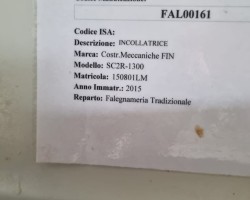 FAL00161
Codice ISA:
Descrizione: INCOLLATRICE
Marca: Costr.Meccaniche FIN
Modello: SC2R-1300
Matricola: 150801LM
Anno Immatr.: 2015
Reparto: Falegnameria Tradizionale